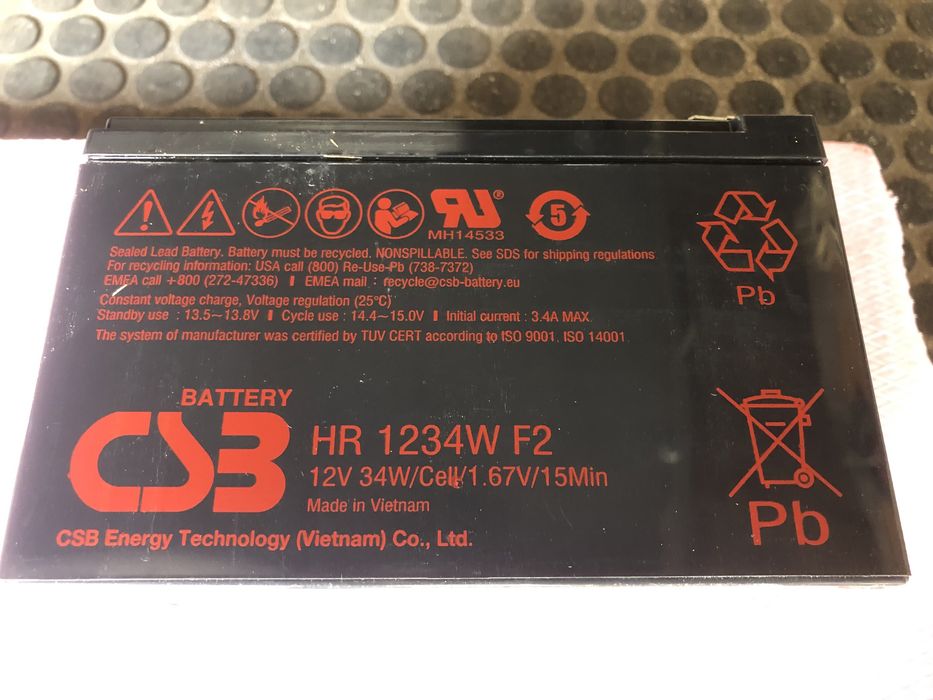 RU®
MH14533
5
Sealed Lead Battery. Battery must be recycled. NONSPILLABLE. See SDS for shipping regulations.
For recycling information: USA call (800) Re-Use-Pb (738-7372)
EMEA call +800 (272-47336) I EMEA mail : recycle@csb-battery.eu
Constant voltage charge, Voltage regulation (25°C)
Standby use : 13.5~13.8V I Cycle use : 14.4~15.0V I Initial current : 3.4A MAX.
The system of manufacturer was certified by TUV CERT according to ISO 9001. ISO 14001.
Pb
BATTERY
CSB
HR 1234W F2
12V 34W/Cell/1.67V/15Min
Made in Vietnam
CSB Energy Technology (Vietnam) Co., Ltd.
Pb